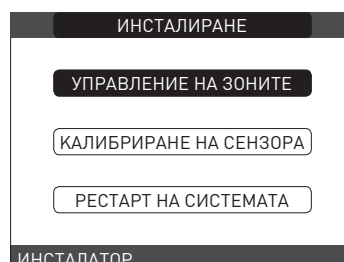 ИНСТАЛИРАНЕ
УПРАВЛЕНИЕ НА ЗОНИТЕ
КАЛИБРИРАНЕ НА СЕНЗОРА
РЕСТАРТ НА СИСТЕМАТА
ИНСТАЛАТОР